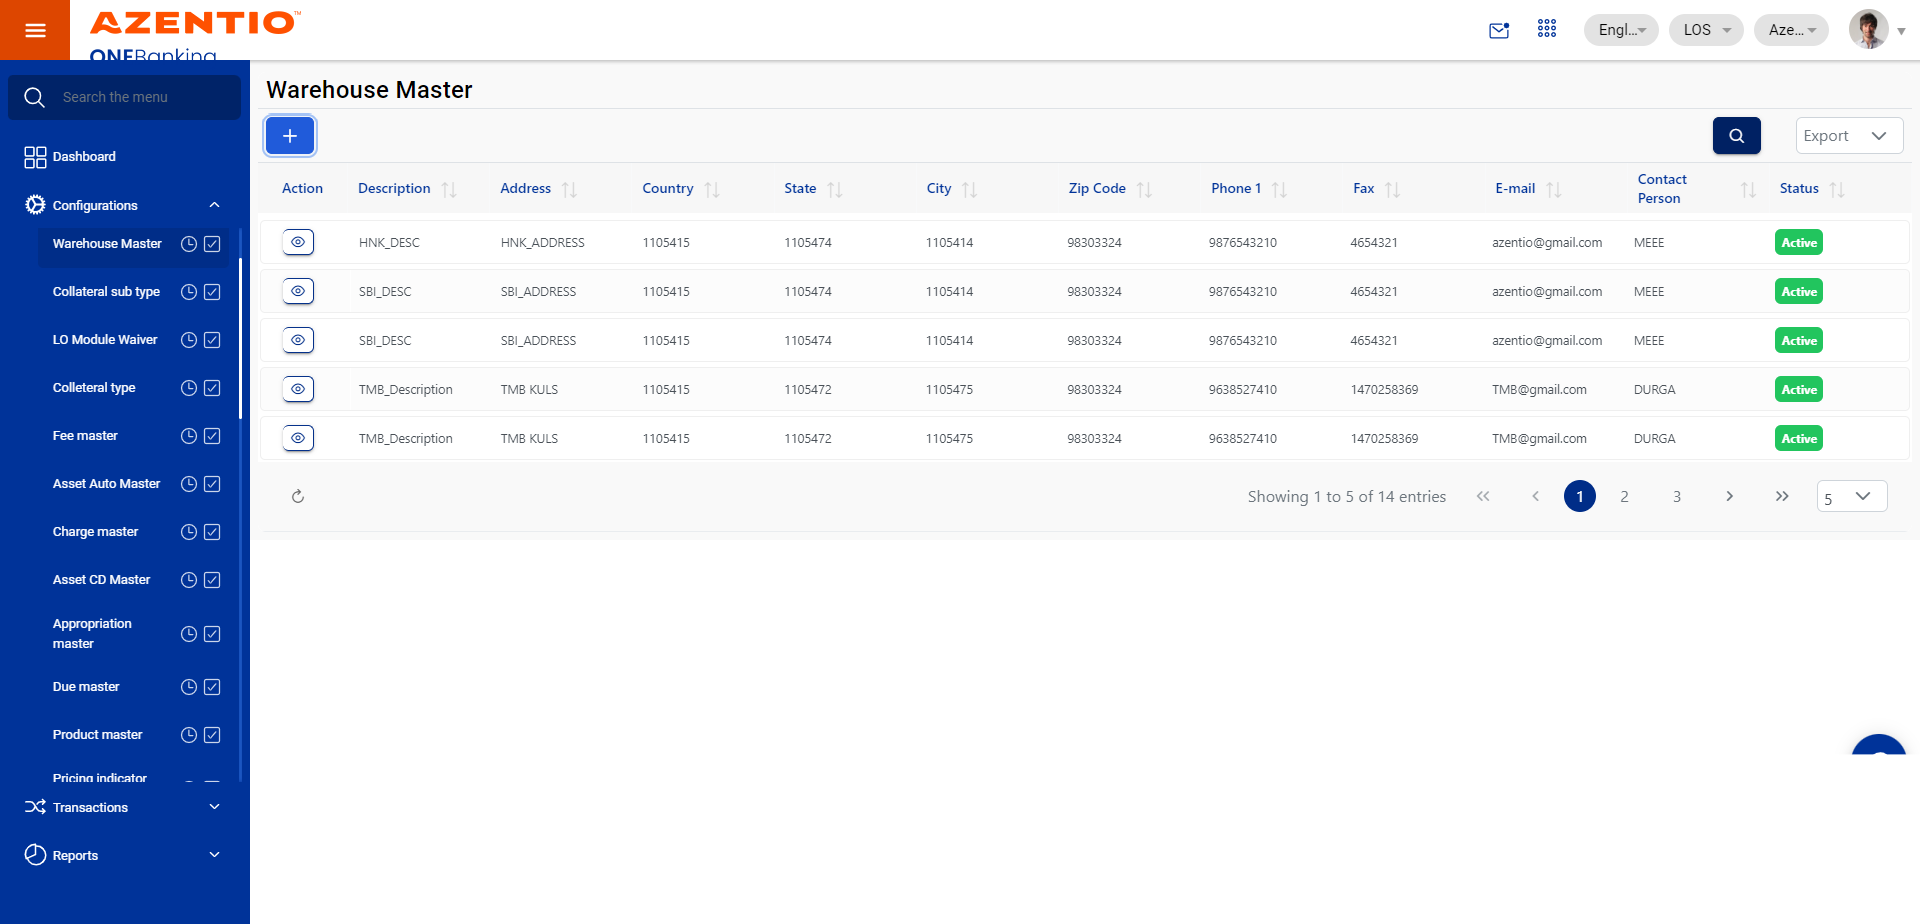 AZENTIO™
ONEBanking
Engl...
LOS
Aze...
Search the menu
Dashboard
Configurations
Warehouse Master
Collateral sub type
LO Module Waiver
Colleteral type
Fee master
Asset Auto Master
Charge master
Asset CD Master
Appropriation
master
Due master
Product master
Pricing indicator
Transactions
Reports
Warehouse Master
+
Export
Action Description Address Country State City Zip Code Phone 1 Fax E-mail Contact Person Status
HNK_DESC HNK_ADDRESS 1105415 1105474 1105414 98303324 9876543210 4654321 azentio@gmail.com MEEE Active
SBI_DESC SBI_ADDRESS 1105415 1105474 1105414 98303324 9876543210 4654321 azentio@gmail.com MEEE Active
SBI_DESC SBI_ADDRESS 1105415 1105474 1105414 98303324 9876543210 4654321 azentio@gmail.com MEEE Active
TMB_Description TMB KULS 1105415 1105472 1105475 98303324 9638527410 1470258369 TMB@gmail.com DURGA Active
TMB_Description TMB KULS 1105415 1105472 1105475 98303324 9638527410 1470258369 TMB@gmail.com DURGA Active
Showing 1 to 5 of 14 entries 1 2 3 5